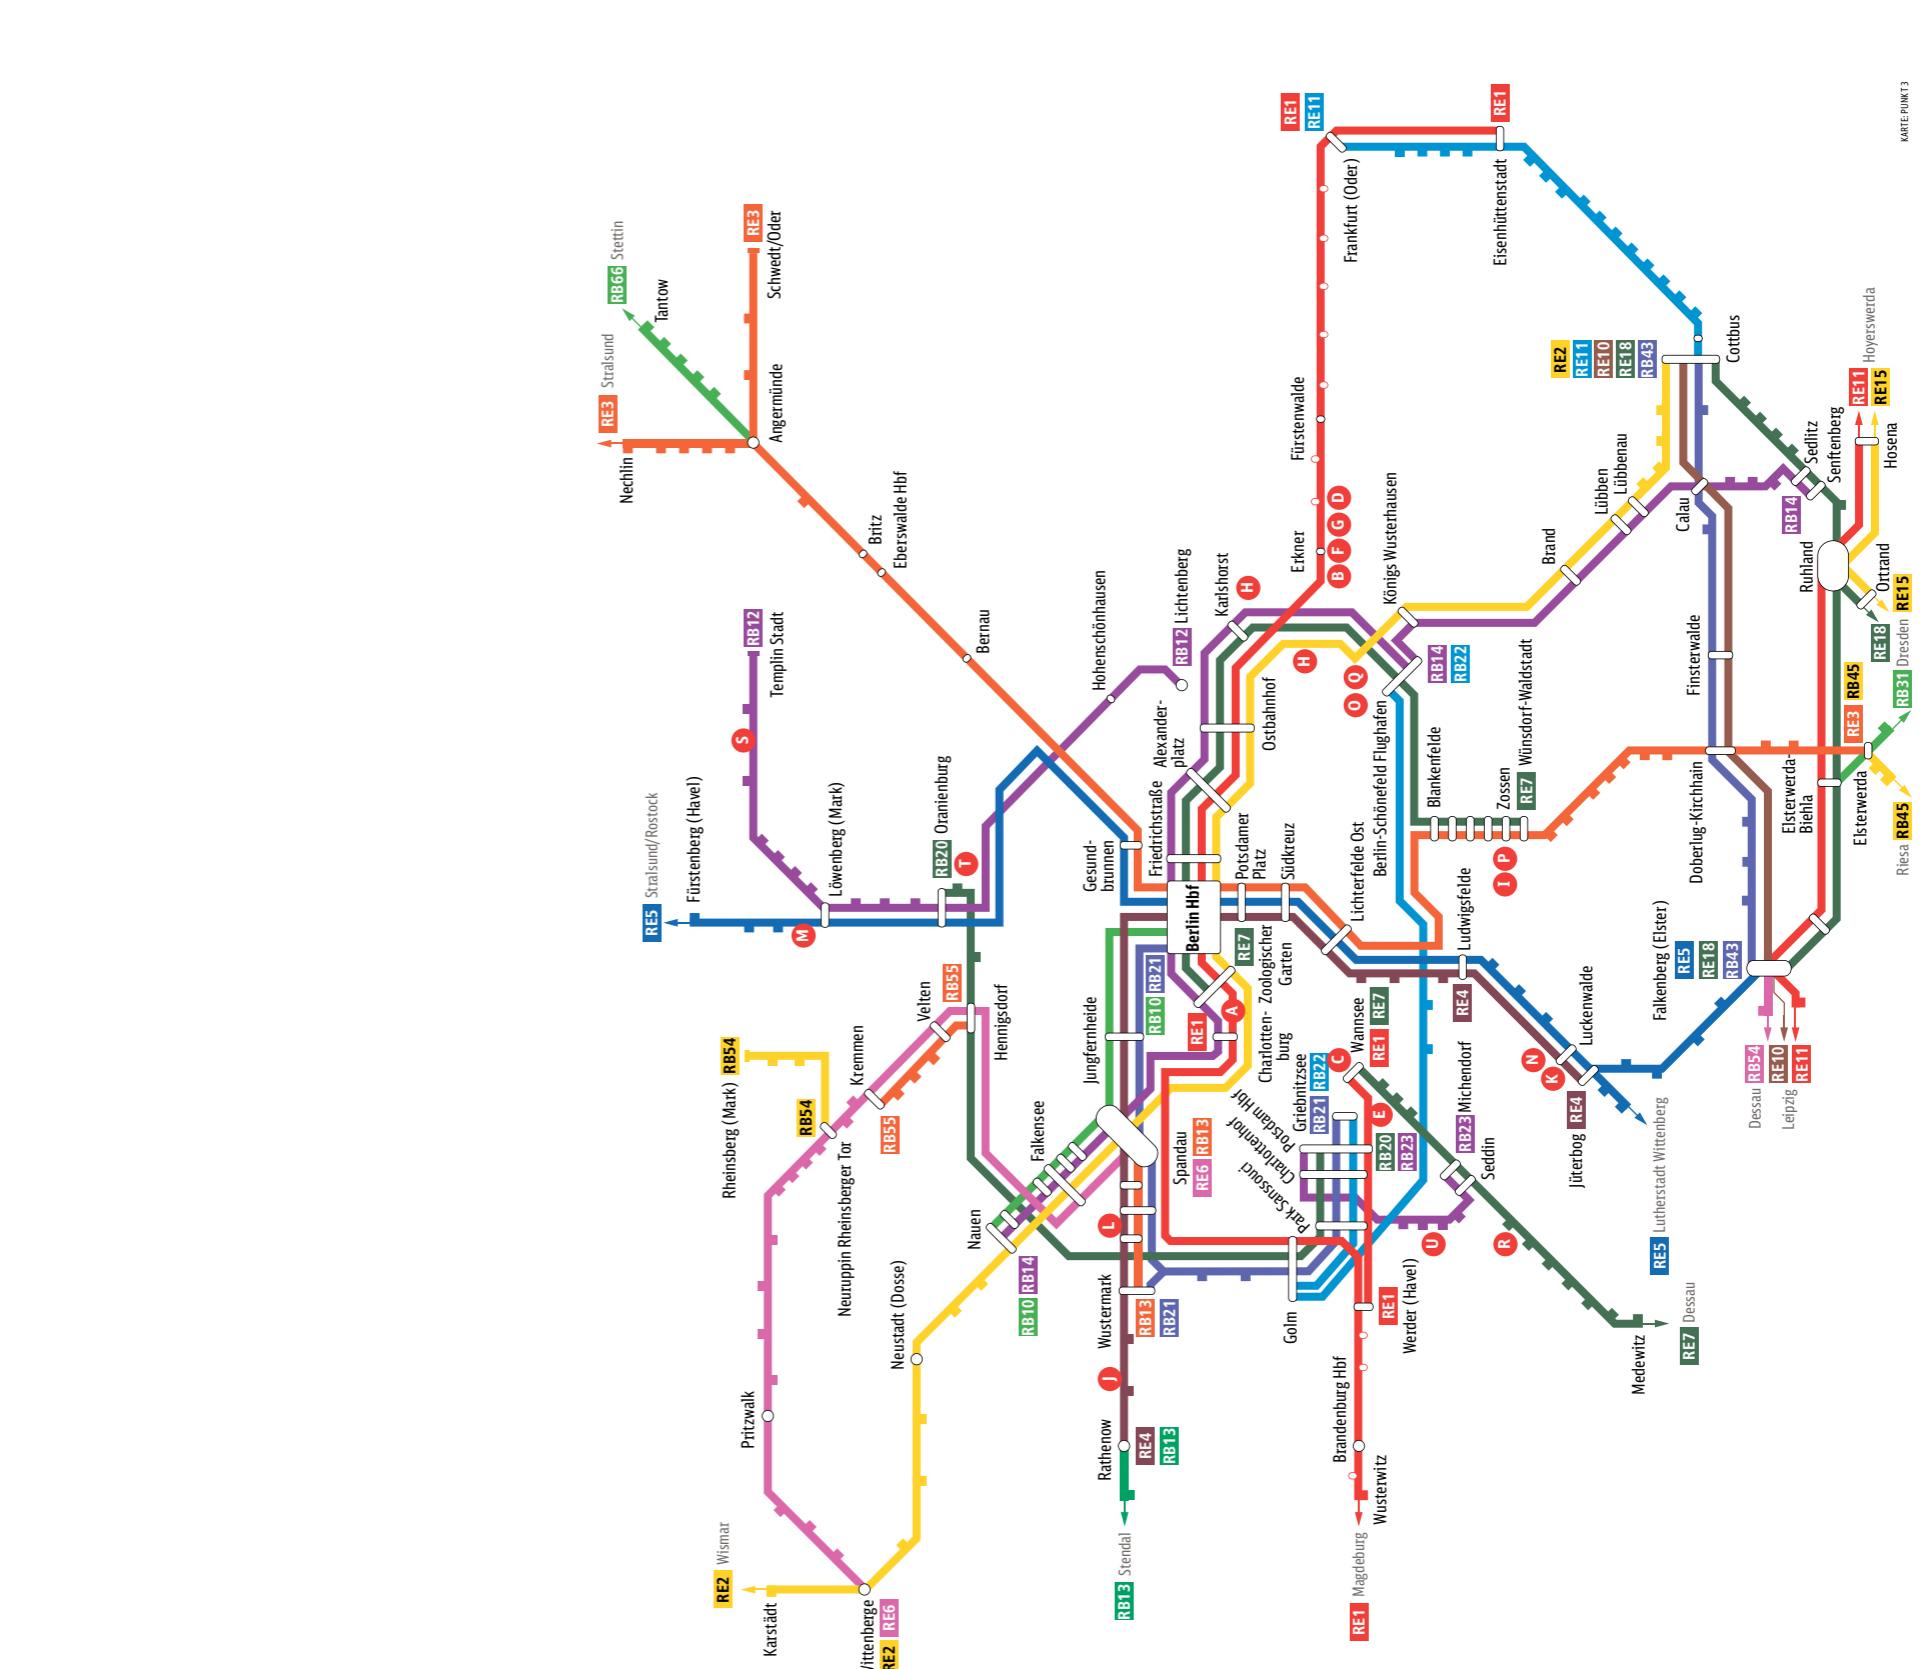 KARTE: PUNKT 3
RE1
RE11
RE1
Frankfurt (Oder)
Eisenhüttenstadt
RB66 Stettin
Tantow
RE3
Schwedt/Oder
RE3 Stralsund
Nechlin
Angermünde
Britz
Eberswalde Hbf
Bernau
Fürstenwalde
Erkner
B F G D
RE2
RE11
RE10
RE18
RB43
Cottbus
RE11
RE15
Hoyerswerda
Hosena
Sedlitz
Senftenberg
RB14
Calau
Lübben
Lübbenau
Brand
Königs Wusterhausen
Karlshorst
H
H
Hohenschönhausen
RB12 Lichtenberg
RB12
Templin Stadt
S
Ruhland
Ortrand
RE15
RE18
Dresden
RB31
RB45
RE3
Finsterwalde
Doberlug-Kirchhain
Elsterwerda-
Biehla
Elsterwerda
Riesa RB45
O Q
RB14
RB22
Berlin-Schönefeld Flughafen
Blankenfelde
Zossen
RE7 Wünsdorf-Waldstadt
I P
Ostbahnhof
Alexander-
platz
Friedrichstraße
Gesund-
brunnen
Berlin Hbf
Potsdamer
Platz
Südkreuz
Lichterfelde Ost
Ludwigsfelde
RE4
Luckenwalde
N
K
RE4
Jüterbog
RE5 Lutherstadt Wittenberg
Falkenberg (Elster)
RE5
RE18
RB43
RB54
RE10
RE11
Dessau
Leipzig
RE5 Stralsund/Rostock
Fürstenberg (Havel)
M
Löwenberg (Mark)
RB20 Oranienburg
T
RB55
Velten
Hennigsdorf
Kremmen
RB55
RB54
Rheinsberg (Mark)
RB54
Neuruppin Rheinsberger Tor
Pritzwalk
RE2 Wismar
Karstädt
RE6
RE2
Neustadt (Dosse)
Nauen
RB10 RB14
Falkensee
Jungfernheide
RB10 RB21
RE1
RE7
Zoologischer
Garten
A
Charlotten-
burg
Spandau
RE6 RB13
L
Wustermark
RB13
RB21
J
Rathenow
RE4
RB13
RB13 Stendal
Wannsee
C
RE1 RE7
E
Griebnitzsee
RB21 RB22
Potsdam Hbf
Charlottenhof
Park Sanssouci
RB20
RB23
RB23 Michendorf
Seddin
U
R
Golm
Werder (Havel)
RE1
Brandenburg Hbf
Wusterwitz
RE1 Magdeburg
Medewitz
RE7 Dessau